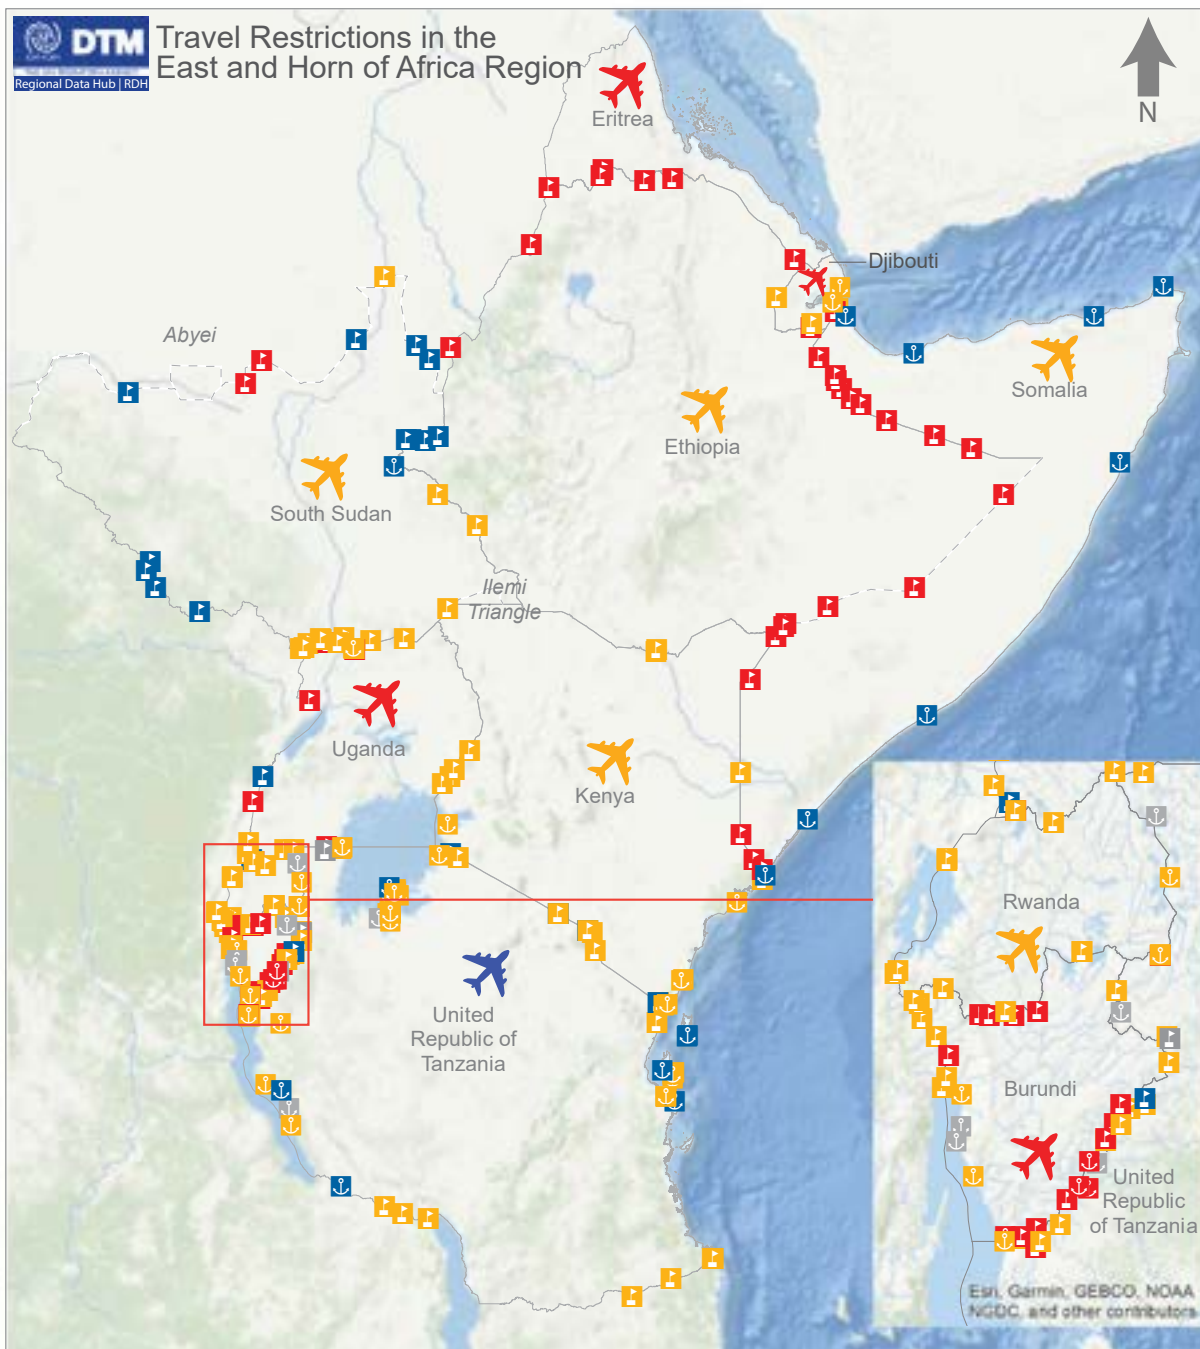 DTM
Regional Data Hub | RDH
Travel Restrictions in the
East and Horn of Africa Region
N
Eritrea
Djibouti
Abyei
Somalia
Ethiopia
South Sudan
Ilemi
Triangle
Uganda
Kenya
United
Republic of
Tanzania
Rwanda
Burundi
United
Republic
of Tanzania
Esri, Garmin, GEBCO, NOAA
NGDC, and other contributors